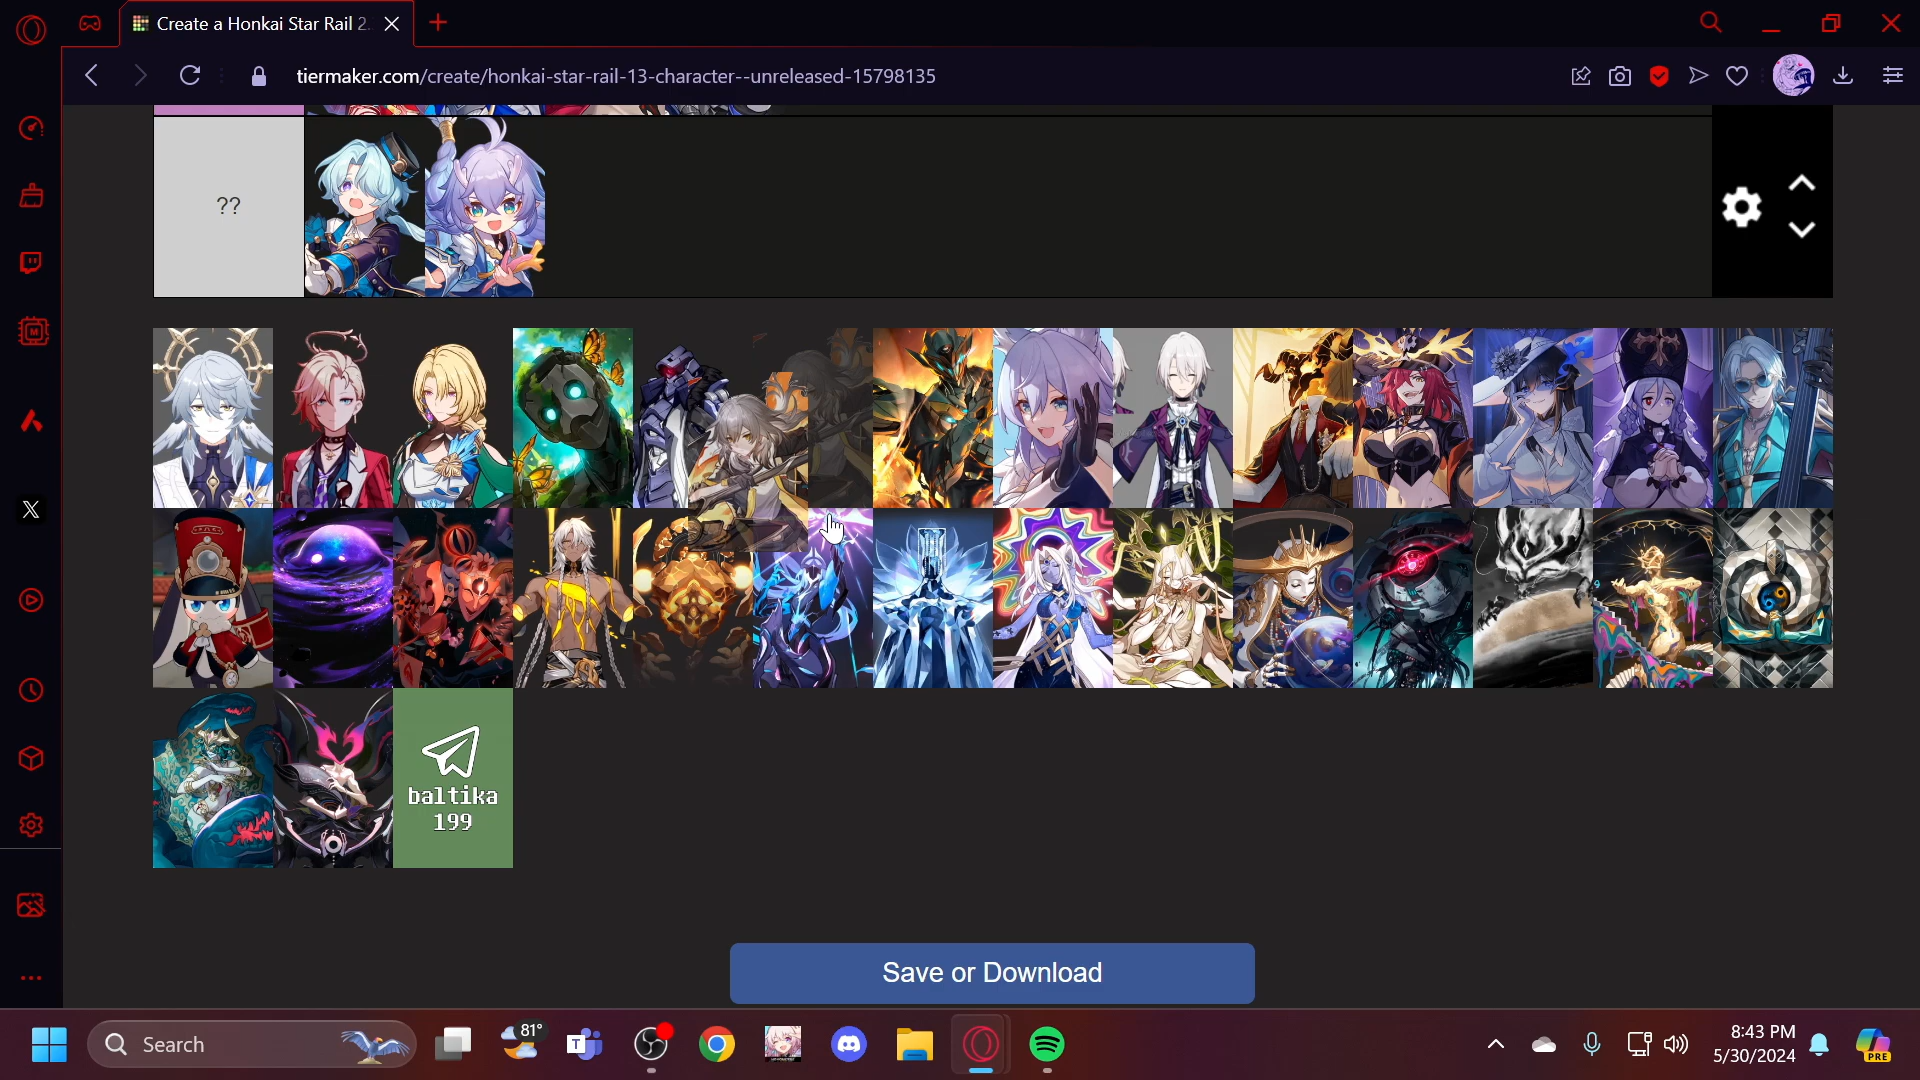 Create a Honkai Star Rail 2.
tiermaker.com/create/honkai-star-rail-13-character--unreleased-15798135
??
baltika
199
Save or Download
Search
81°
8:43 PM
5/30/2024
PRE